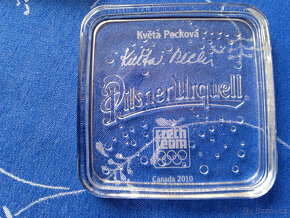 Květa Pecková
Pilsner Urquell
czech
team
Canada 2010